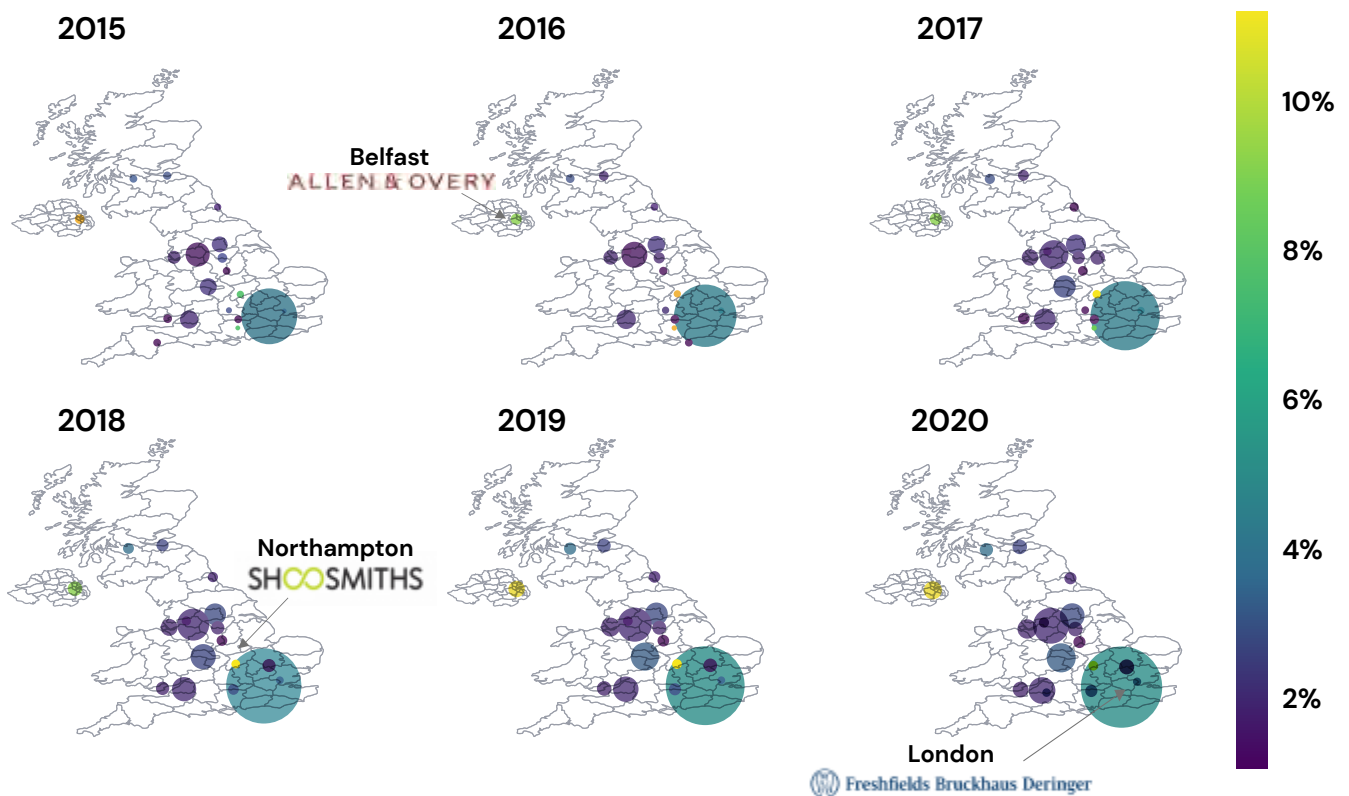 2015
2016
2017
10%
Belfast
ALLEN & OVERY
8%
6%
2018
2019
2020
Northampton
SHOOSMITHS
4%
2%
London
Freshfields Bruckhaus Deringer